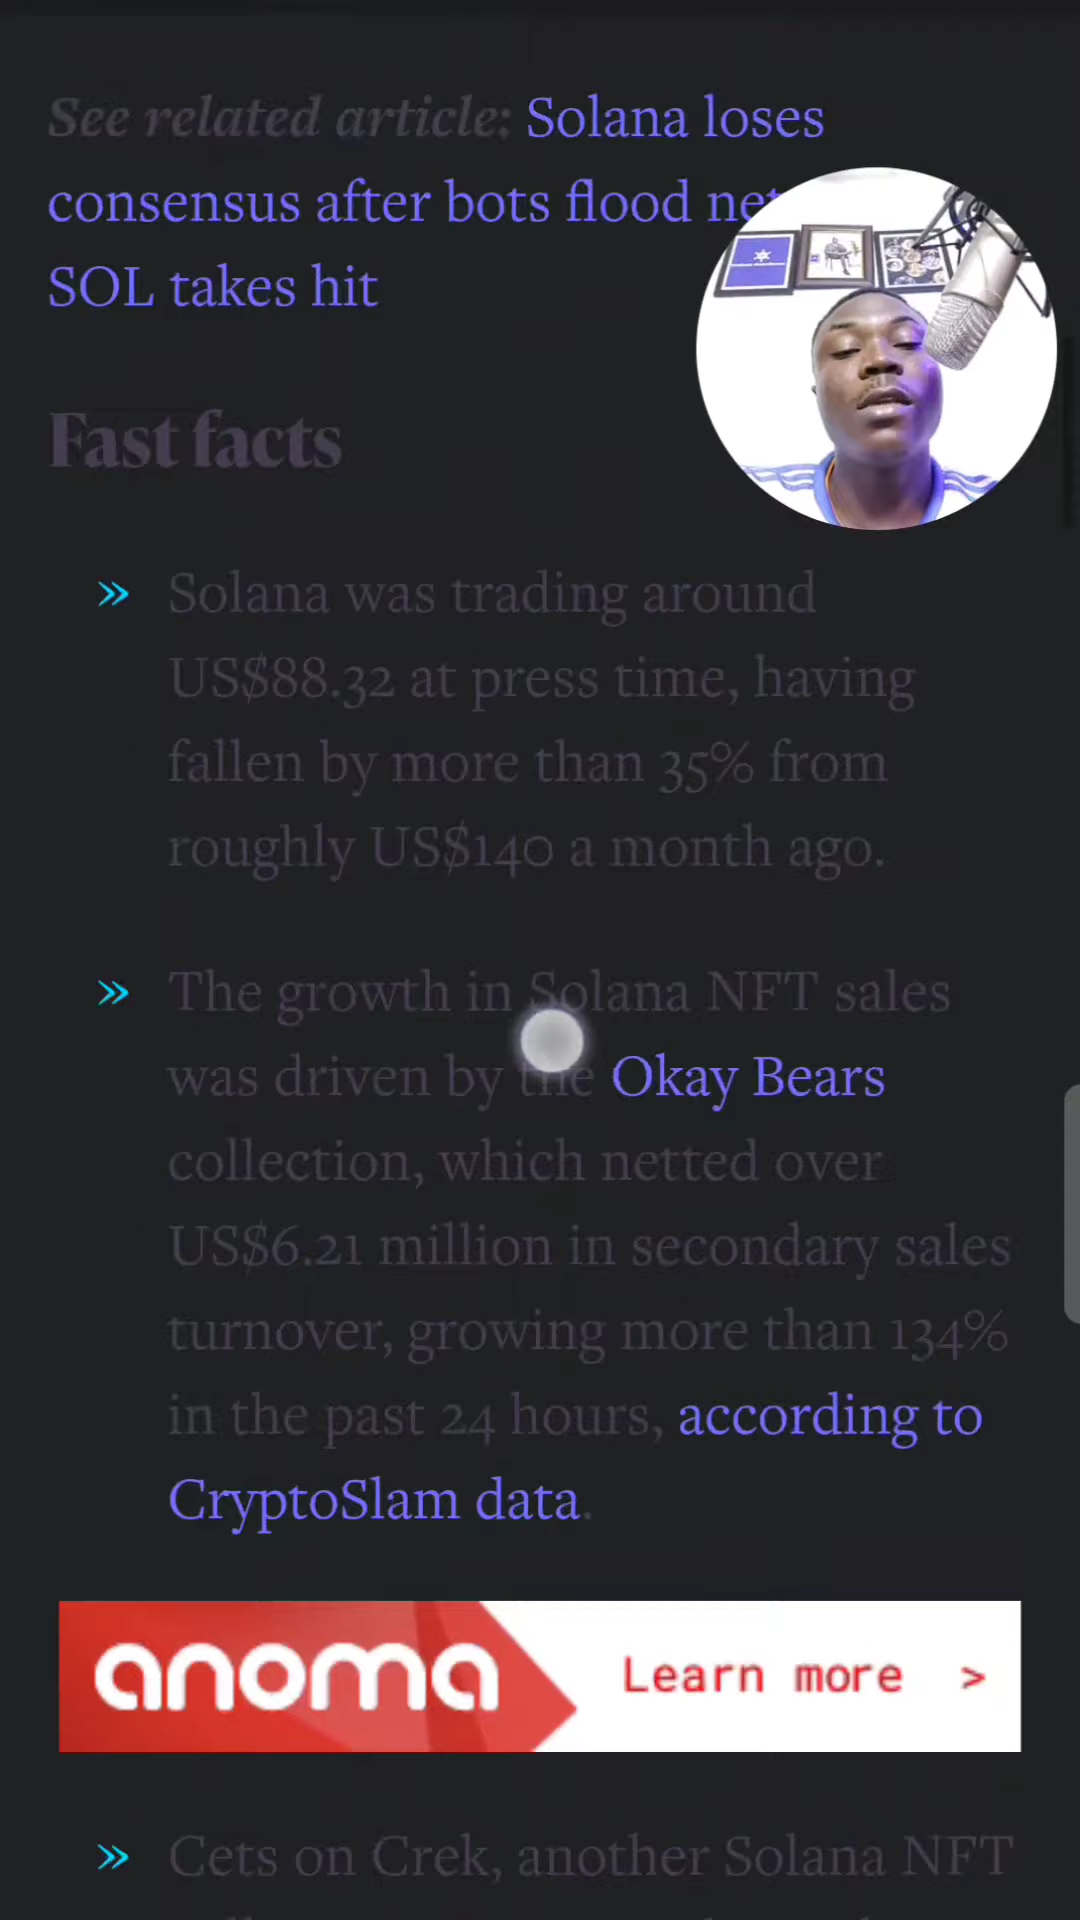 See related article: Solana loses
consensus after bots flood
SOL takes hit
Fast facts
» Solana was trading around
US$88.32 at press time, having
fallen by more than 35% from
roughly US$140 a month ago.
» The growth in Solana NFT sales
was driven by the Okay Bears
collection, which netted over
US$6.21 million in secondary sales
turnover, growing more than 134%
in the past 24 hours, according to
CryptoSlam data.
anoma Learn more >
» Cets on Crek, another Solana NFT